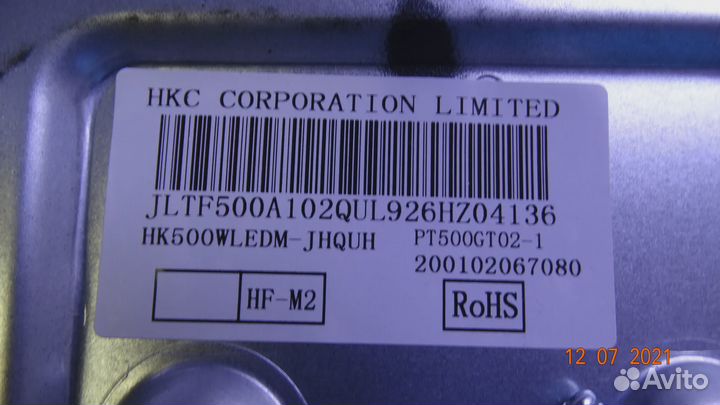 HKC CORPORATION LIMITED
JLTF500A102QUL926HZ04136
HK500WLEDM-JHQUH PT500GT02-1
200102067080
HF-M2 RoHS
12 07 2021
Avito